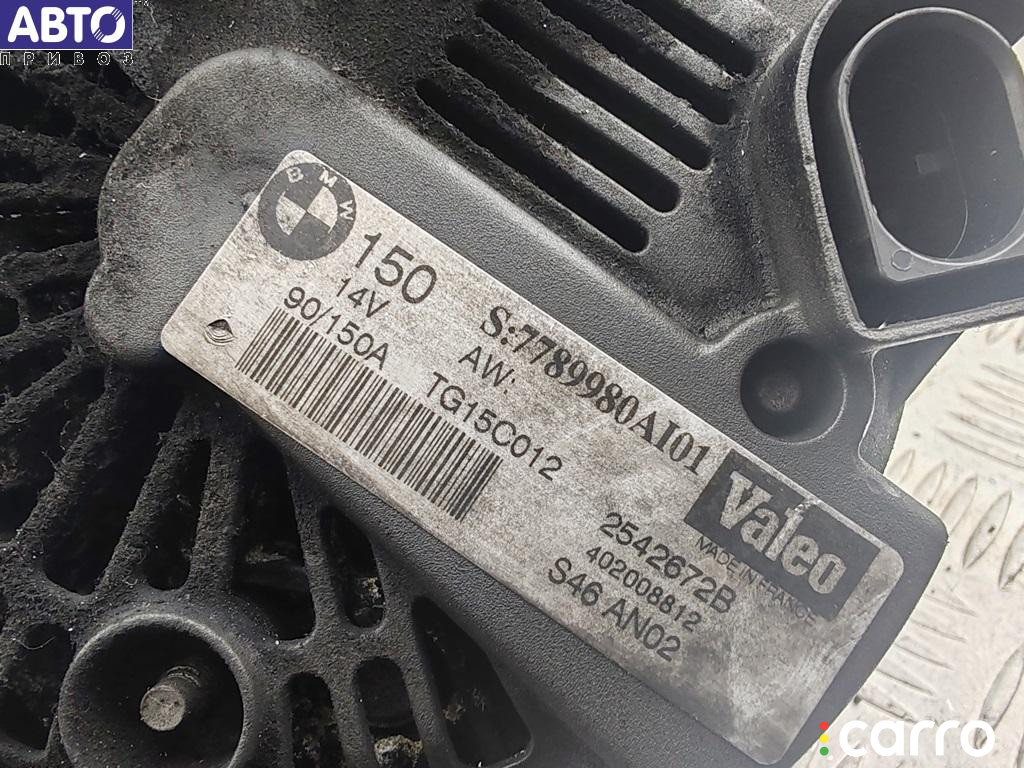 АВТО
ПРИВОЗ
BMW
150
14V
90/150A
S:7789980AI01
AW:
TG15C012
Valeo
MADE IN FRANCE
2542672B
402008812
S46 AN02
carro